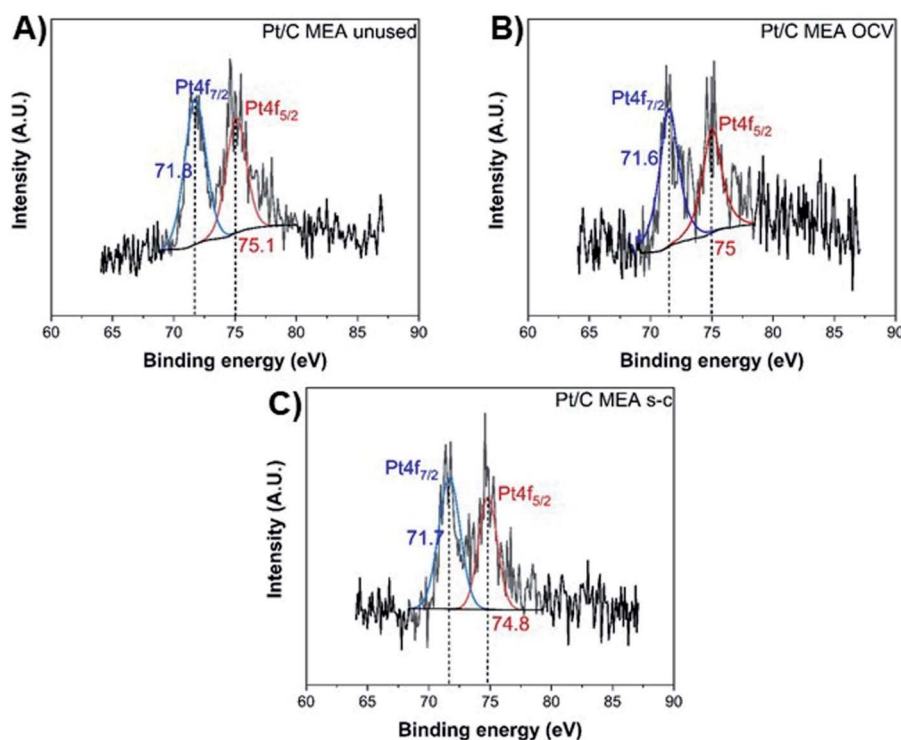 A)
Pt/C MEA unused
Pt4f7/2
Pt4f5/2
71.8
75.1
Intensity (A.U.)
60 65 70 75 80 85 90
Binding energy (eV)
B)
Pt/C MEA OCV
Pt4f7/2
Pt4f5/2
71.6
75
Intensity (A.U.)
60 65 70 75 80 85 90
Binding energy (eV)
C)
Pt/C MEA s-c
Pt4f7/2
Pt4f5/2
71.7
74.8
Intensity (A.U.)
60 65 70 75 80 85 90
Binding energy (eV)